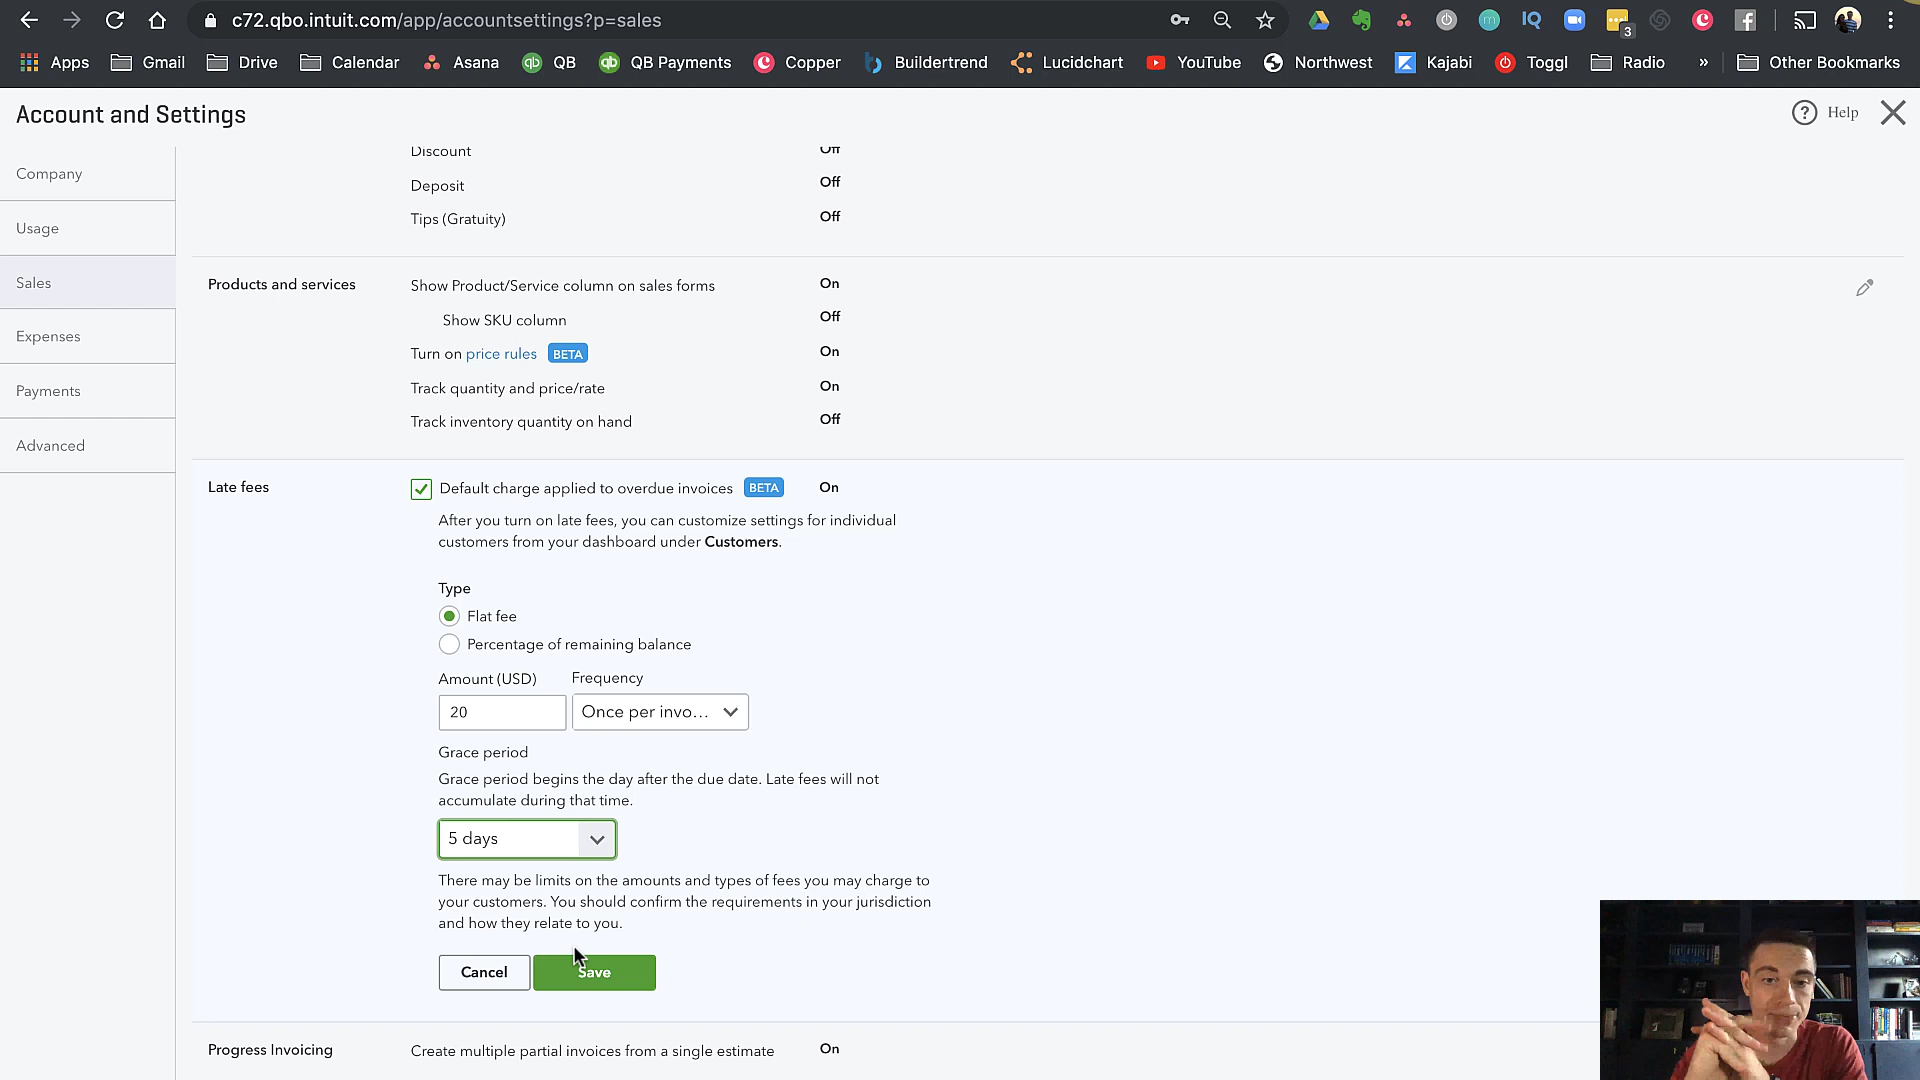 c72.qbo.intuit.com/app/accountsettings?p=sales
3
Apps Gmail Drive Calendar Asana QB QB Payments Copper Buildertrend Lucidchart YouTube Northwest Kajabi Toggl Radio » Other Bookmarks
Account and Settings
Help
Company
Usage
Sales
Expenses
Payments
Advanced
Discount Off
Deposit Off
Tips (Gratuity) Off
Products and services
Show Product/Service column on sales forms On
Show SKU column Off
Turn on price rules BETA On
Track quantity and price/rate On
Track inventory quantity on hand Off
Late fees
Default charge applied to overdue invoices BETA On
After you turn on late fees, you can customize settings for individual
customers from your dashboard under Customers.
Type
Flat fee
Percentage of remaining balance
Amount (USD) Frequency
20 Once per invo...
Grace period
Grace period begins the day after the due date. Late fees will not
accumulate during that time.
5 days
There may be limits on the amounts and types of fees you may charge to
your customers. You should confirm the requirements in your jurisdiction
and how they relate to you.
Cancel Save
Progress Invoicing
Create multiple partial invoices from a single estimate On